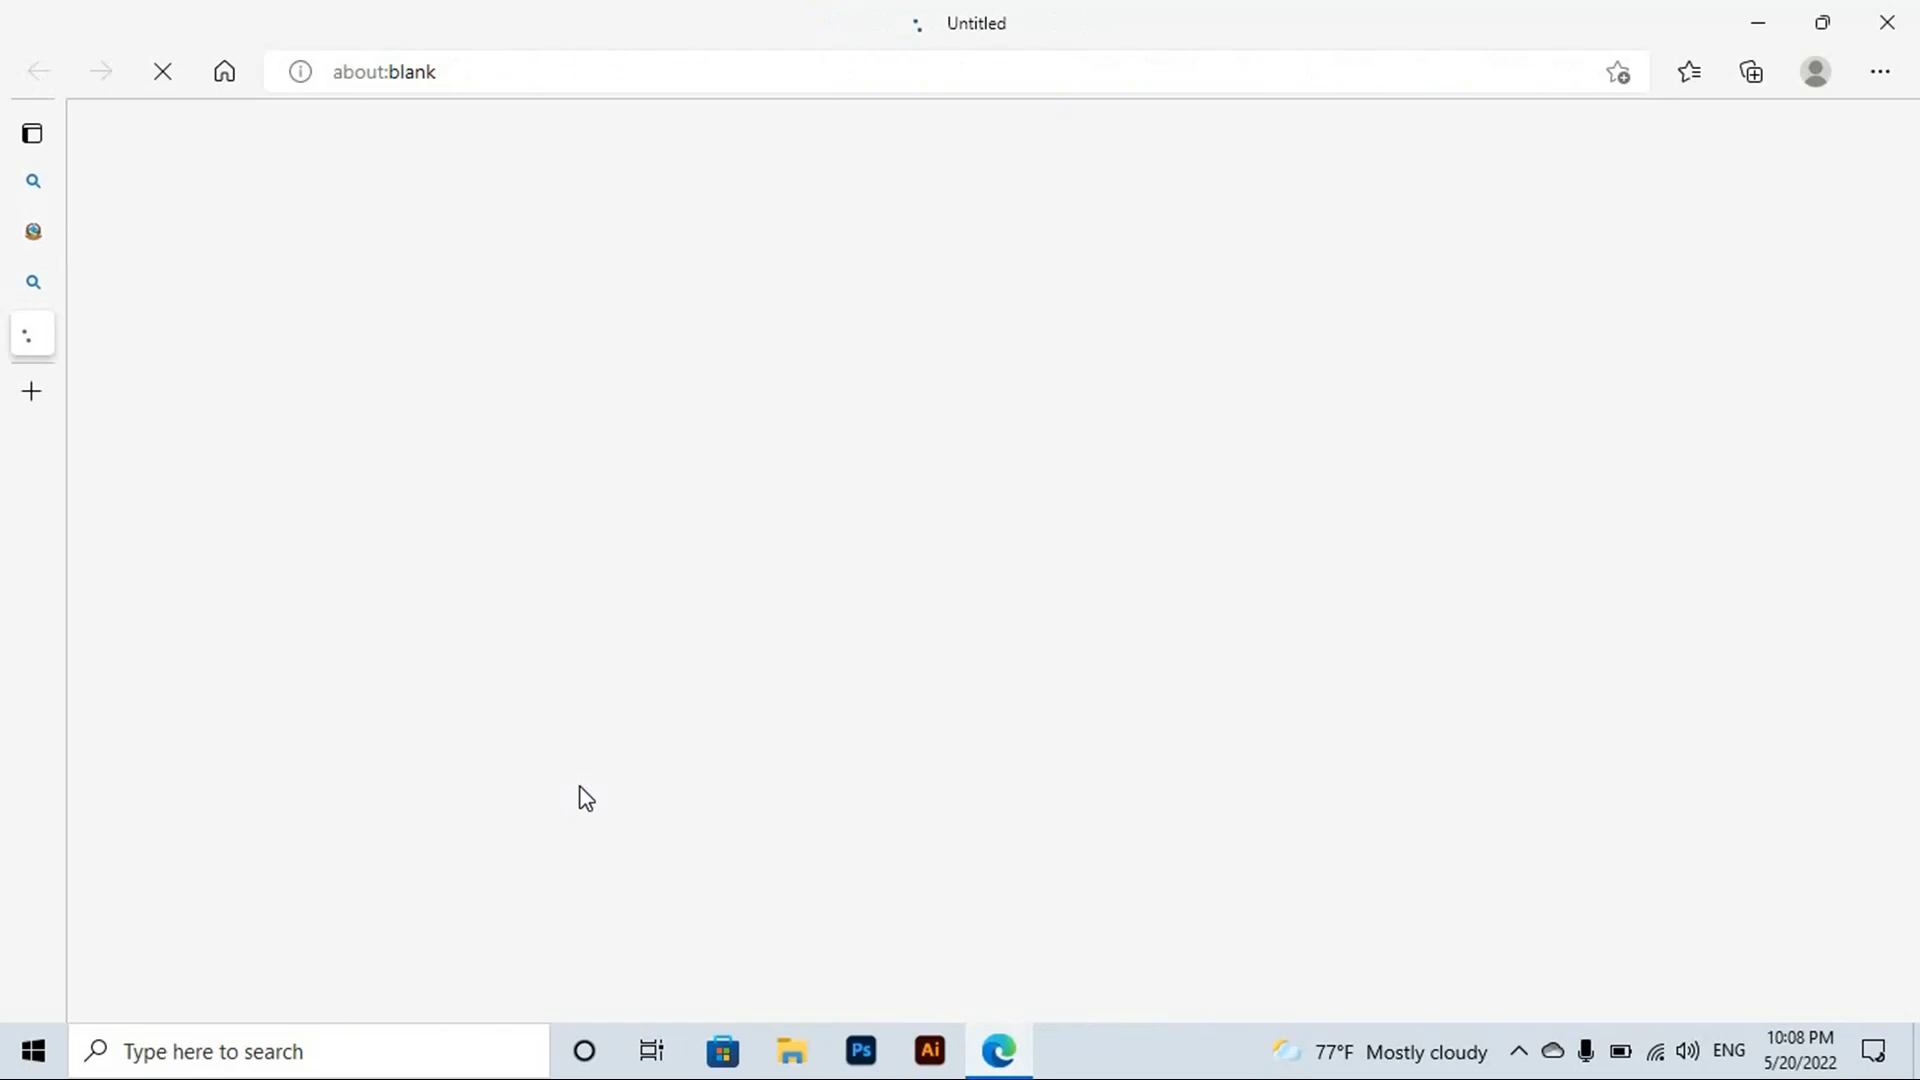 Untitled
about:blank
Type here to search
Ps
Ai
77°F Mostly cloudy
ENG
10:08 PM
5/20/2022